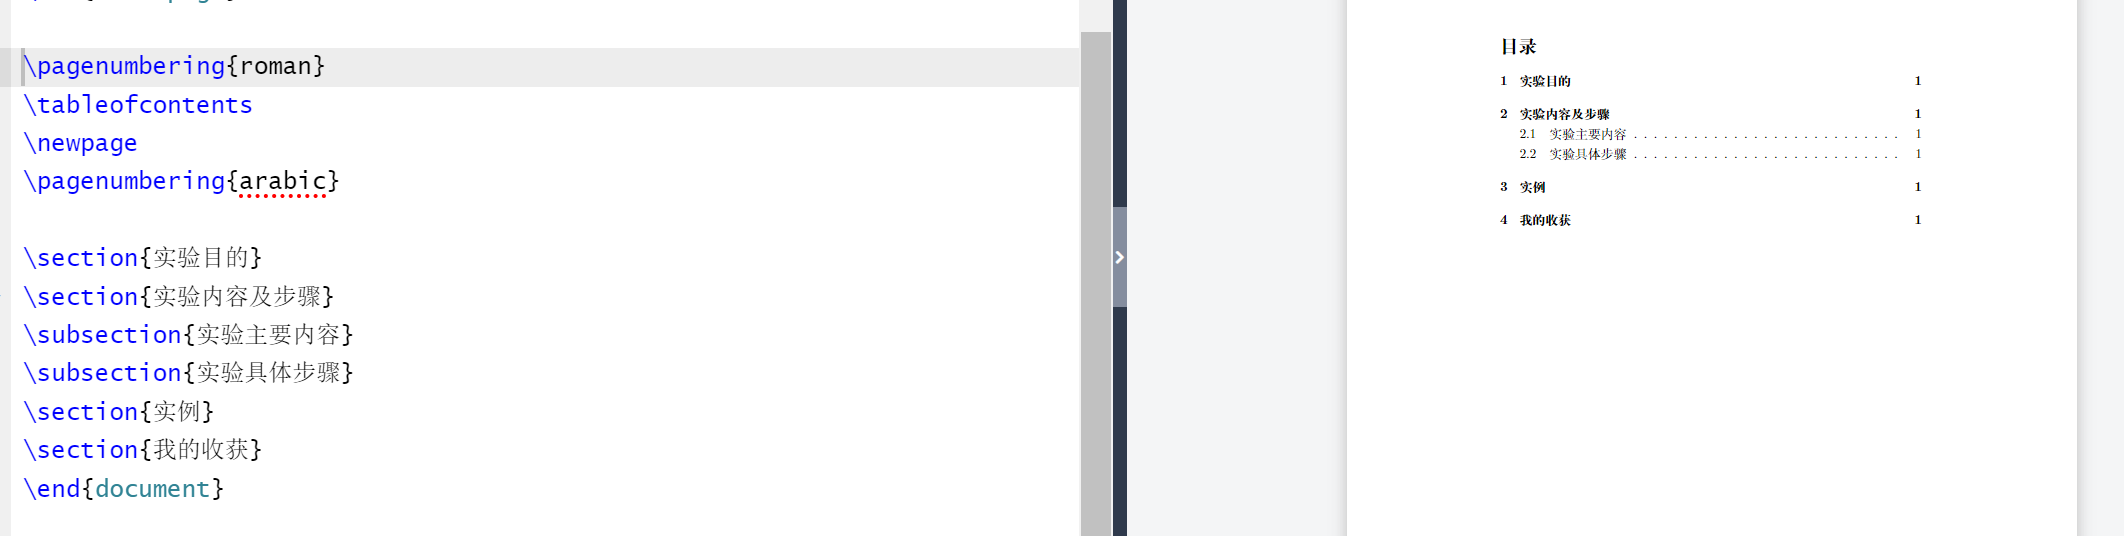 \pagenumbering{roman}
\tableofcontents
\newpage
\pagenumbering{arabic}
\section{实验目的}
\section{实验内容及步骤}
\subsection{实验主要内容}
\subsection{实验具体步骤}
\section{实例}
\section{我的收获}
\end{document}
目录
1 实验目的 1
2 实验内容及步骤 1
2.1 实验主要内容 . . . . . . . . . . . . . . . . . . . . . . . . . . . 1
2.2 实验具体步骤 . . . . . . . . . . . . . . . . . . . . . . . . . . . 1
3 实例 1
4 我的收获 1